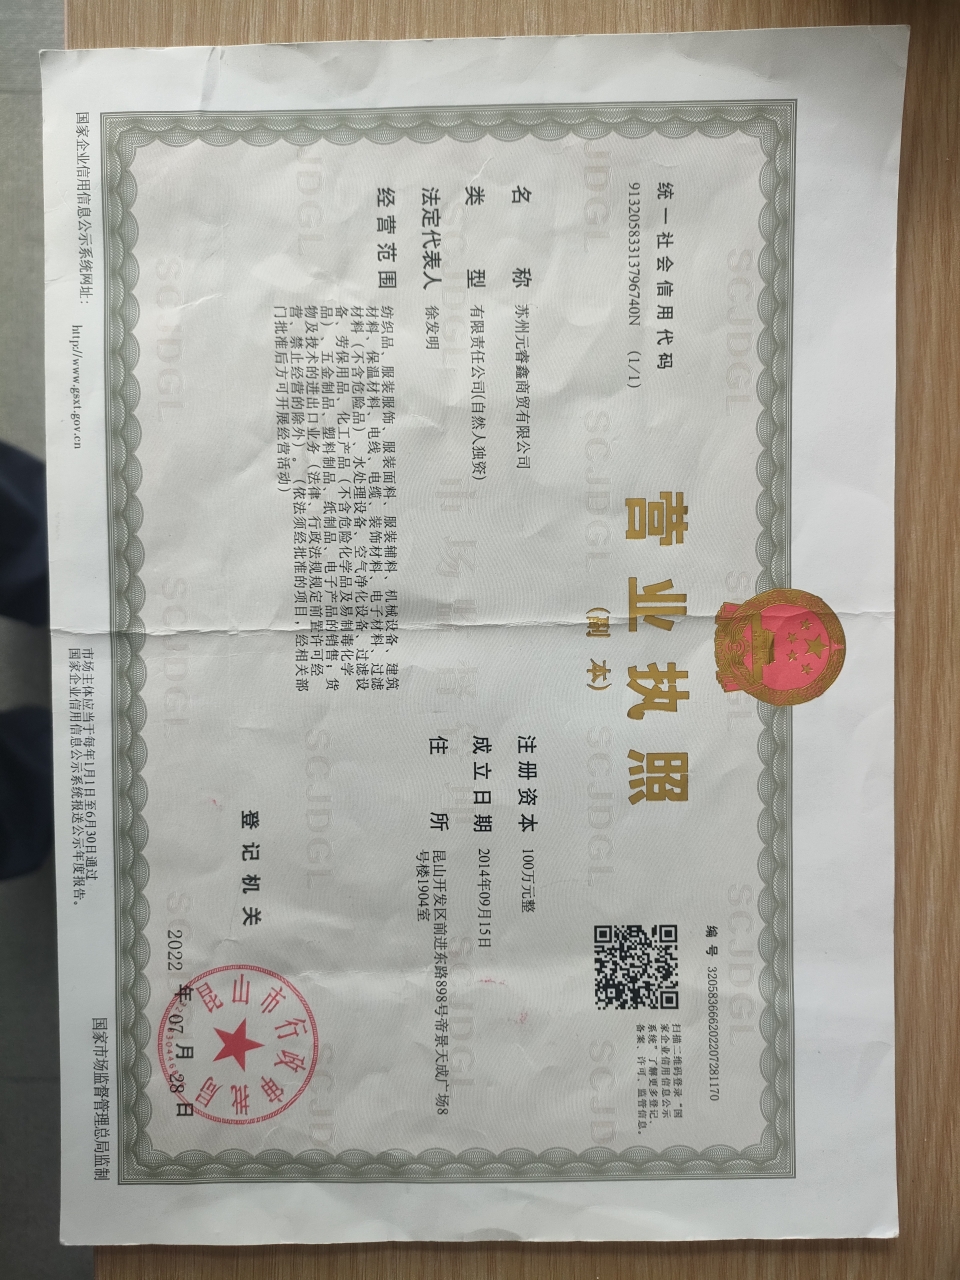 编 号 320583666202207281170
统一社会信用代码
91320583313796740N (1/1)
营业执照
(副 本)
扫描二维码登录“国
家企业信用信息公示
系统”了解更多登记、
备案、许可、监管信息。
名 称 苏州元睿鑫商贸有限公司
类 型 有限责任公司(自然人独资)
法定代表人 徐发明
经营范围 纺织品、服装服饰、服装面料、服装辅料、机械设备、建筑
材料、保温材料、电线、电缆、装饰材料、电子材料、过滤
材料(不含危险品)、水处理设备、空气净化设备、过滤设
备、劳保用品、化工产品(不含危险化学品及易制毒化学
品)、五金制品、塑料制品、纸制品、电子产品的销售;货
物及技术的进出口业务(法律、行政法规规定前置许可经
营、禁止经营的除外)。(依法须经批准的项目,经相关部
门批准后方可开展经营活动)
注册资本 100万元整
成立日期 2014年09月15日
住 所 昆山开发区前进东路898号帝景天成广场8
号楼1904室
登记机关
昆山市行政审批局
2022 年 07 月 28 日
国家企业信用信息公示系统网址: http://www.gsxt.gov.cn
市场主体应当于每年1月1日至6月30日通过
国家企业信用信息公示系统报送公示年度报告。
国家市场监督管理总局监制